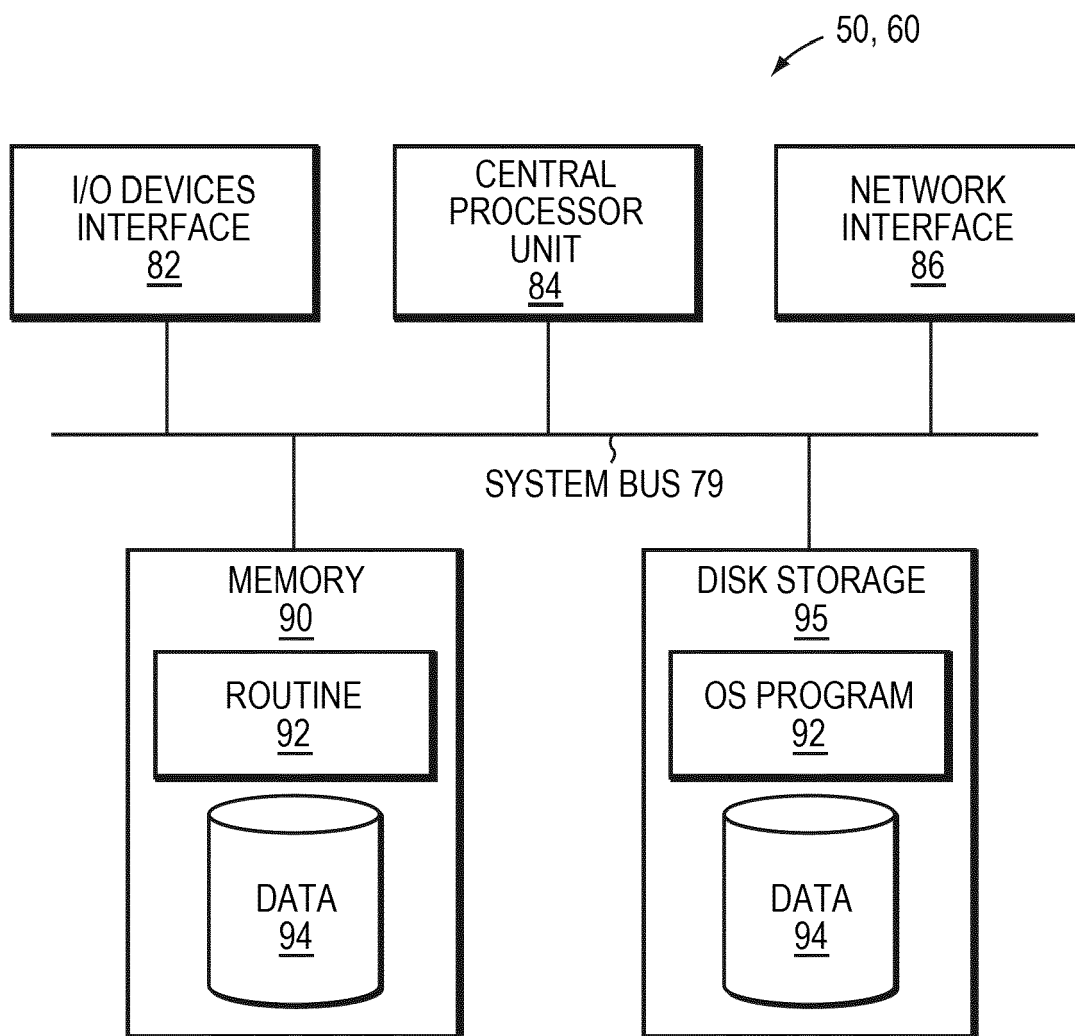 50, 60
I/O DEVICES
INTERFACE
82
CENTRAL
PROCESSOR
UNIT
84
NETWORK
INTERFACE
86
SYSTEM BUS 79
MEMORY
90
ROUTINE
92
DATA
94
DISK STORAGE
95
OS PROGRAM
92
DATA
94